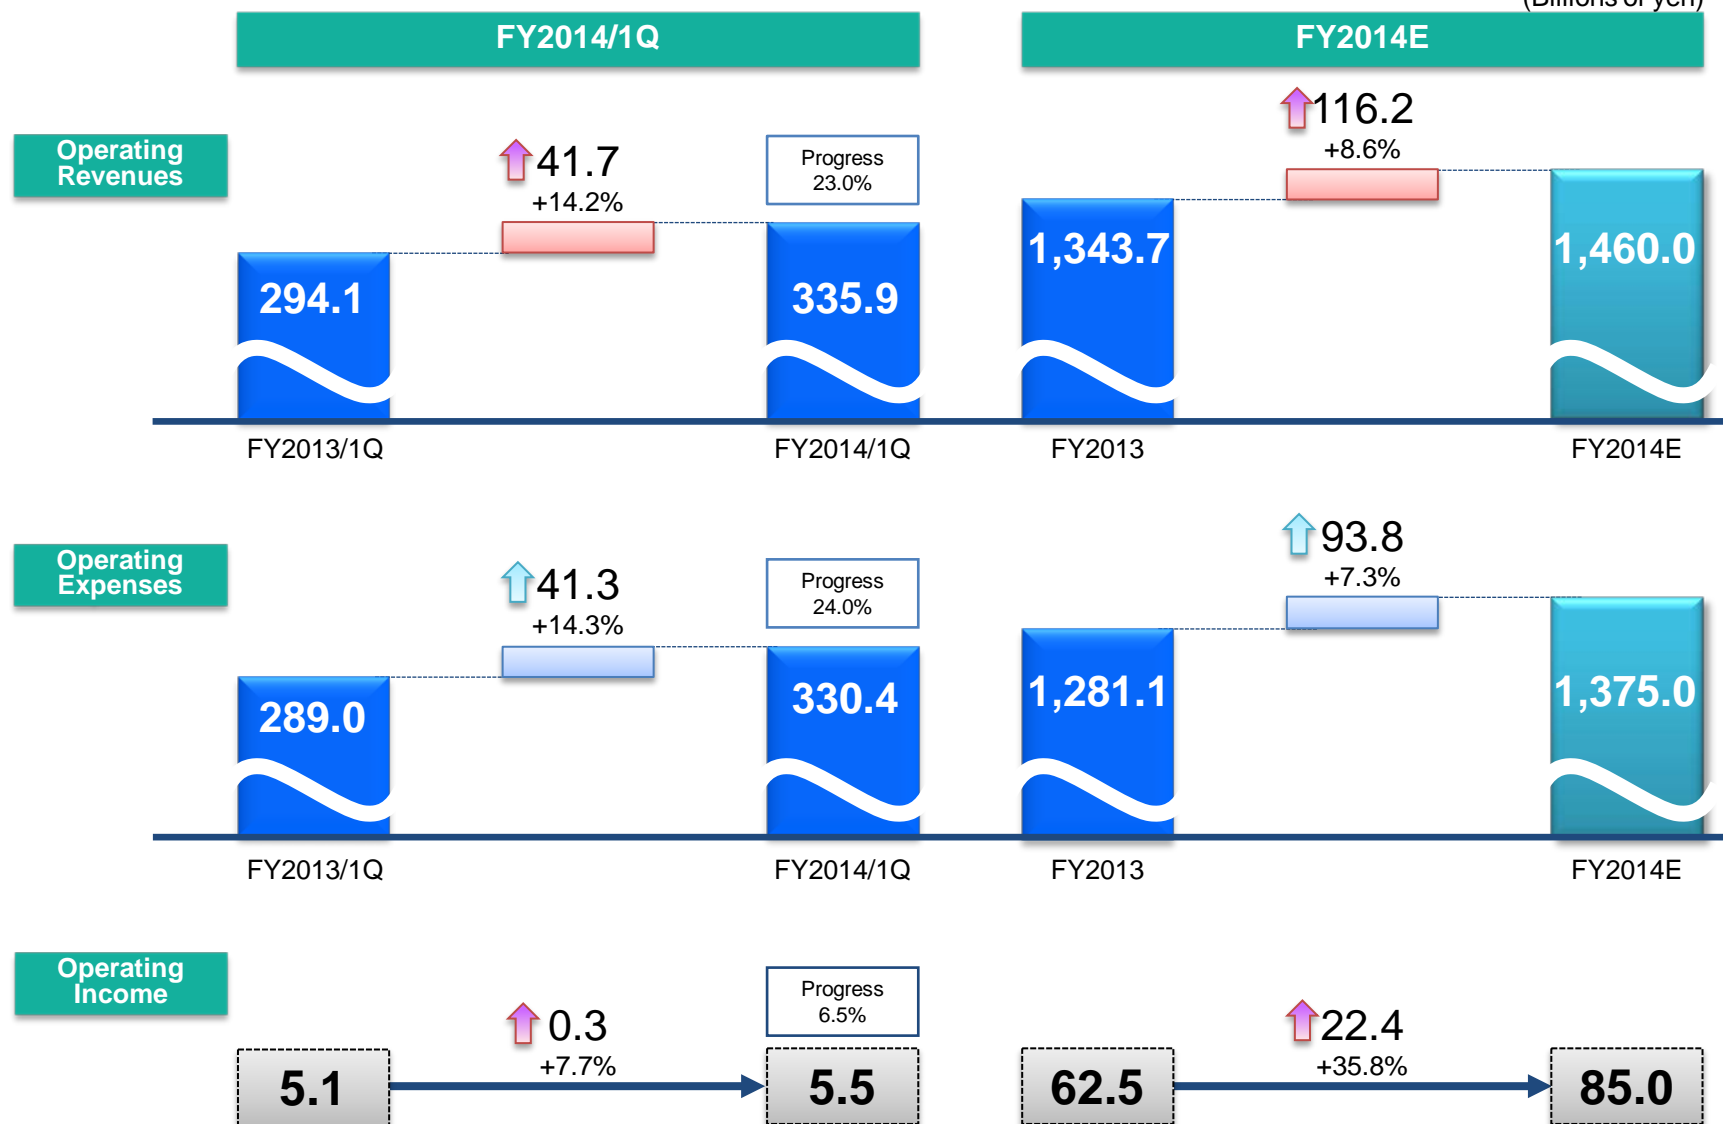 (Billions of yen)
FY2014/1Q
FY2014E
Operating
Revenues
41.7
+14.2%
Progress
23.0%
116.2
+8.6%
294.1
335.9
1,343.7
1,460.0
FY2013/1Q
FY2014/1Q
FY2013
FY2014E
Operating
Expenses
41.3
+14.3%
Progress
24.0%
93.8
+7.3%
289.0
330.4
1,281.1
1,375.0
FY2013/1Q
FY2014/1Q
FY2013
FY2014E
Operating
Income
0.3
+7.7%
Progress
6.5%
22.4
+35.8%
5.1
5.5
62.5
85.0